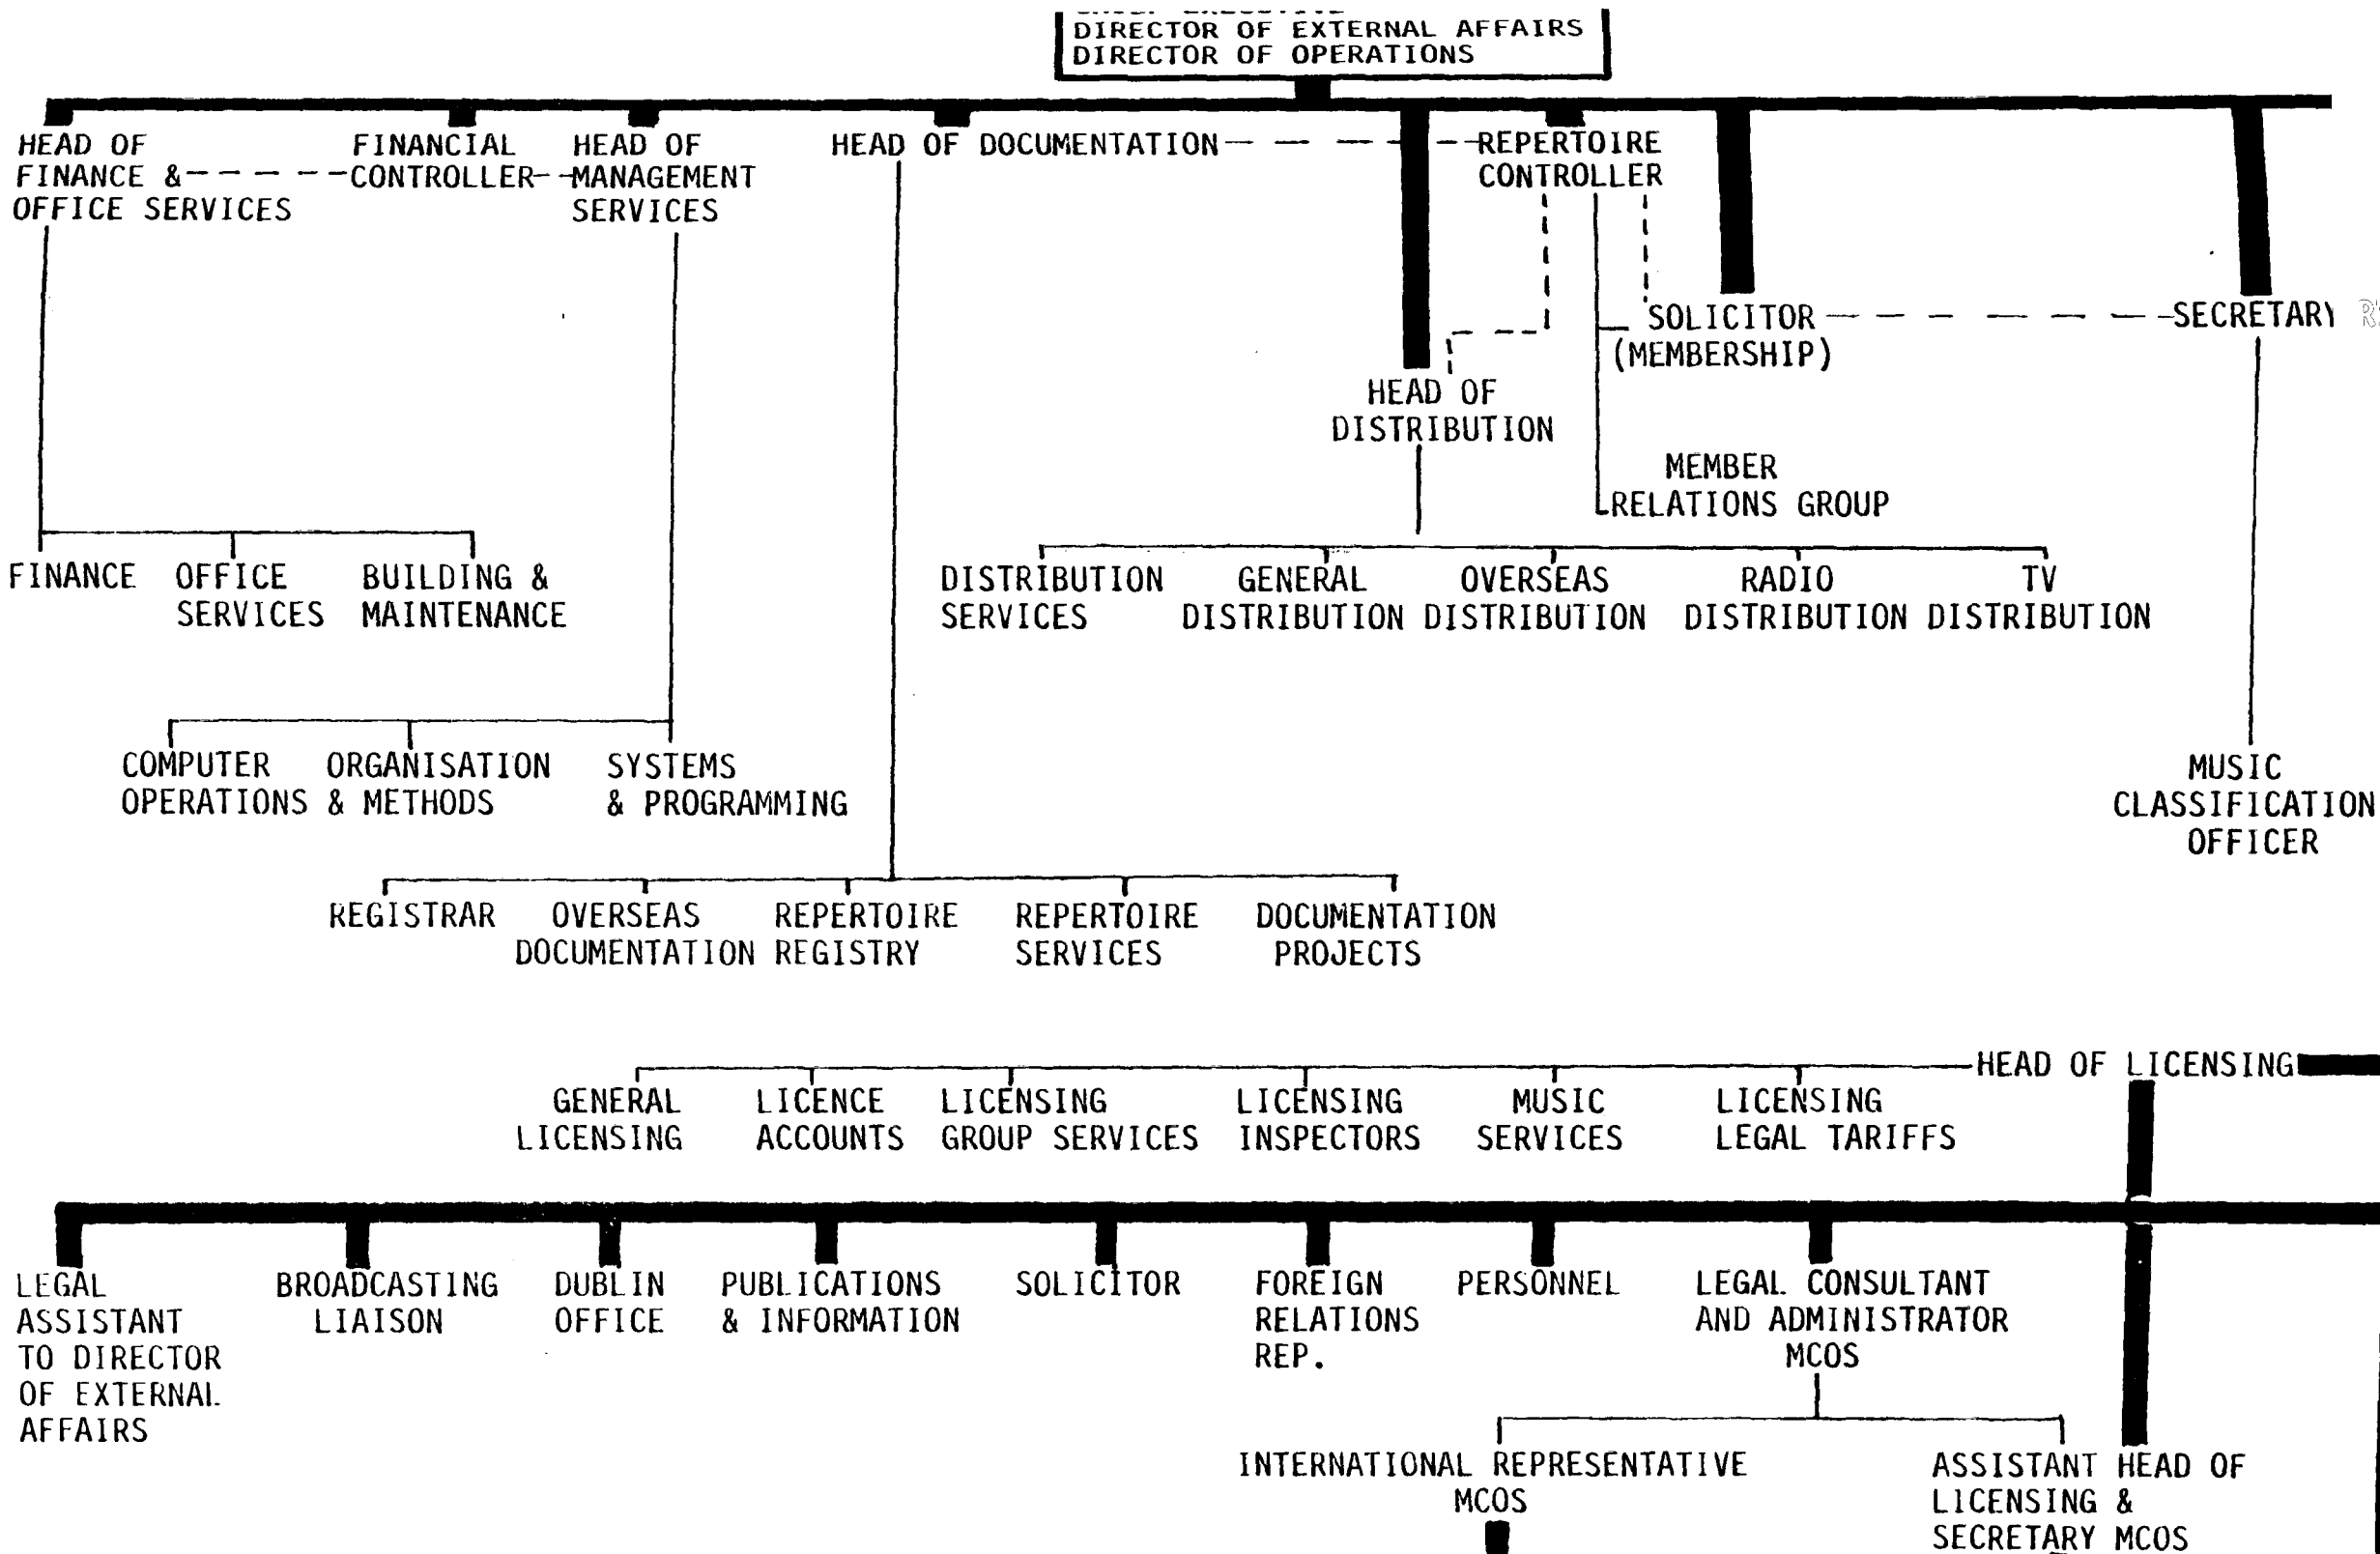 DIRECTOR OF EXTERNAL AFFAIRS
DIRECTOR OF OPERATIONS
HEAD OF
FINANCE &
OFFICE SERVICES
FINANCIAL
CONTROLLER
HEAD OF
MANAGEMENT
SERVICES
HEAD OF DOCUMENTATION
REPERTOIRE
CONTROLLER
SOLICITOR
(MEMBERSHIP)
SECRETARY
HEAD OF
DISTRIBUTION
MEMBER
RELATIONS GROUP
FINANCE
OFFICE
SERVICES
BUILDING &
MAINTENANCE
DISTRIBUTION
SERVICES
GENERAL
DISTRIBUTION
OVERSEAS
DISTRIBUTION
RADIO
DISTRIBUTION
TV
DISTRIBUTION
COMPUTER
OPERATIONS
ORGANISATION
& METHODS
SYSTEMS
& PROGRAMMING
MUSIC
CLASSIFICATION
OFFICER
REGISTRAR
OVERSEAS
DOCUMENTATION
REPERTOIRE
REGISTRY
REPERTOIRE
SERVICES
DOCUMENTATION
PROJECTS
HEAD OF LICENSING
GENERAL
LICENSING
LICENCE
ACCOUNTS
LICENSING
GROUP SERVICES
LICENSING
INSPECTORS
MUSIC
SERVICES
LICENSING
LEGAL TARIFFS
LEGAL
ASSISTANT
TO DIRECTOR
OF EXTERNAL
AFFAIRS
BROADCASTING
LIAISON
DUBLIN
OFFICE
PUBLICATIONS
& INFORMATION
SOLICITOR
FOREIGN
RELATIONS
REP.
PERSONNEL
LEGAL CONSULTANT
AND ADMINISTRATOR
MCOS
INTERNATIONAL REPRESENTATIVE
MCOS
ASSISTANT HEAD OF
LICENSING &
SECRETARY MCOS